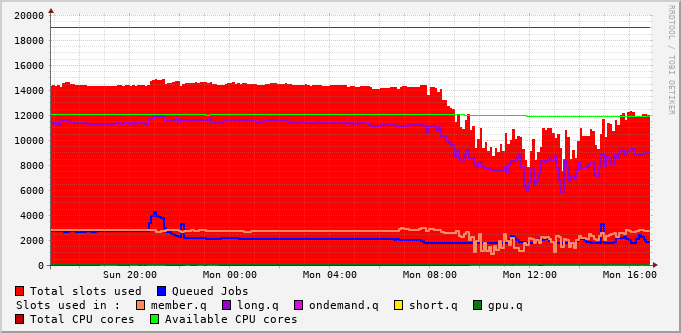 20000
18000
16000
14000
12000
10000
8000
6000
4000
2000
0
Sun 20:00 Mon 00:00 Mon 04:00 Mon 08:00 Mon 12:00 Mon 16:00
Total slots used Queued Jobs
Slots used in : member.q long.q ondemand.q short.q gpu.q
Total CPU cores Available CPU cores
RRDTOOL / TOBI OETIKER